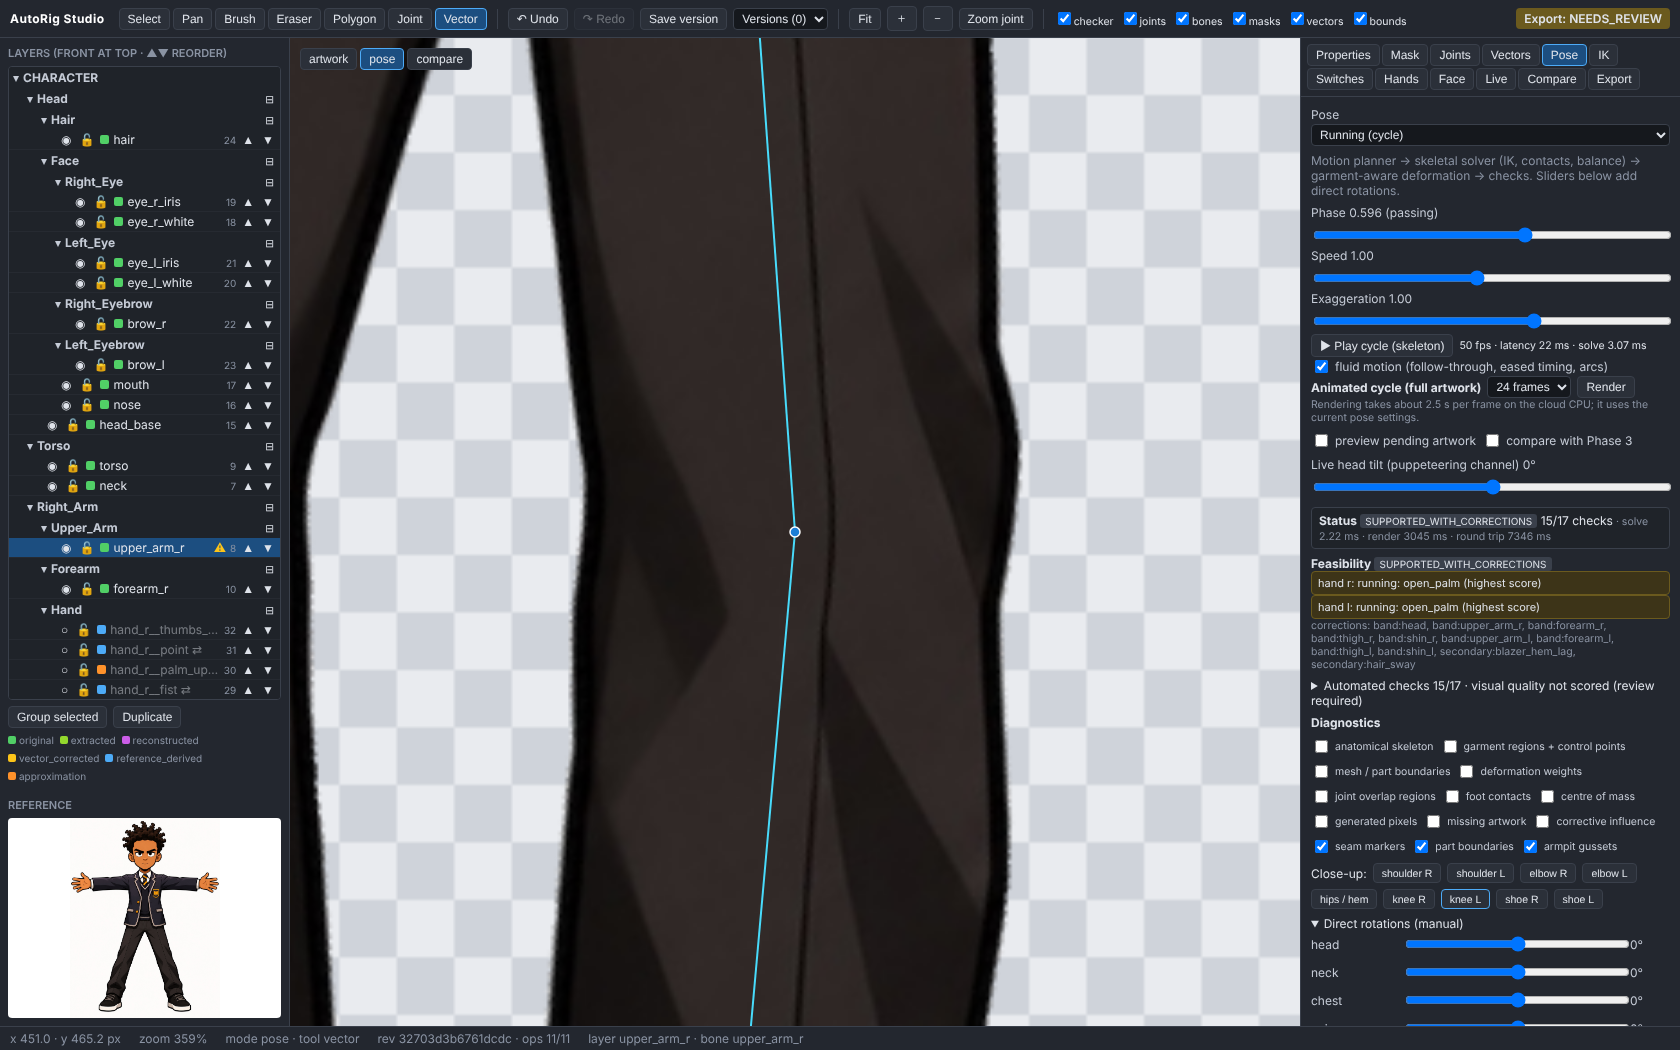 AutoRig Studio Select Pan Brush Eraser Polygon Joint Vector ↶ Undo ↷ Redo Save version Versions (0) Fit + − Zoom joint checker joints bones masks vectors bounds Export: NEEDS_REVIEW
LAYERS (FRONT AT TOP · ▲▼ REORDER)
▾ CHARACTER
▾ Head
▾ Hair
hair 24 ▲ ▼
▾ Face
▾ Right_Eye
eye_r_iris 19 ▲ ▼
eye_r_white 18 ▲ ▼
▾ Left_Eye
eye_l_iris 21 ▲ ▼
eye_l_white 20 ▲ ▼
▾ Right_Eyebrow
brow_r 22 ▲ ▼
▾ Left_Eyebrow
brow_l 23 ▲ ▼
mouth 17 ▲ ▼
nose 16 ▲ ▼
head_base 15 ▲ ▼
▾ Torso
torso 9 ▲ ▼
neck 7 ▲ ▼
▾ Right_Arm
▾ Upper_Arm
upper_arm_r 8 ▲ ▼
▾ Forearm
forearm_r 10 ▲ ▼
▾ Hand
hand_r__thumbs_... 32 ▲ ▼
hand_r__point ⇄ 31 ▲ ▼
hand_r__palm_up... 30 ▲ ▼
hand_r__fist ⇄ 29 ▲ ▼
Group selected Duplicate
original extracted reconstructed
vector_corrected reference_derived
approximation
REFERENCE
artwork pose compare
Properties Mask Joints Vectors Pose IK
Switches Hands Face Live Compare Export
Pose
Running (cycle)
Motion planner → skeletal solver (IK, contacts, balance) →
garment-aware deformation → checks. Sliders below add
direct rotations.
Phase 0.596 (passing)
Speed 1.00
Exaggeration 1.00
▶ Play cycle (skeleton) 50 fps · latency 22 ms · solve 3.07 ms
fluid motion (follow-through, eased timing, arcs)
Animated cycle (full artwork) 24 frames Render
Rendering takes about 2.5 s per frame on the cloud CPU; it uses the
current pose settings.
preview pending artwork compare with Phase 3
Live head tilt (puppeteering channel) 0°
Status SUPPORTED_WITH_CORRECTIONS 15/17 checks · solve
2.22 ms · render 3045 ms · round trip 7346 ms
Feasibility SUPPORTED_WITH_CORRECTIONS
hand r: running: open_palm (highest score)
hand l: running: open_palm (highest score)
corrections: band:head, band:upper_arm_r, band:forearm_r,
band:thigh_r, band:shin_r, band:upper_arm_l, band:forearm_l,
band:thigh_l, band:shin_l, secondary:blazer_hem_lag,
secondary:hair_sway
▶ Automated checks 15/17 · visual quality not scored (review
required)
Diagnostics
anatomical skeleton garment regions + control points
mesh / part boundaries deformation weights
joint overlap regions foot contacts centre of mass
generated pixels missing artwork corrective influence
seam markers part boundaries armpit gussets
Close-up: shoulder R shoulder L elbow R elbow L
hips / hem knee R knee L shoe R shoe L
▼ Direct rotations (manual)
head 0°
neck 0°
chest 0°
x 451.0 · y 465.2 px zoom 359% mode pose · tool vector rev 32703d3b6761dcdc · ops 11/11 layer upper_arm_r · bone upper_arm_r